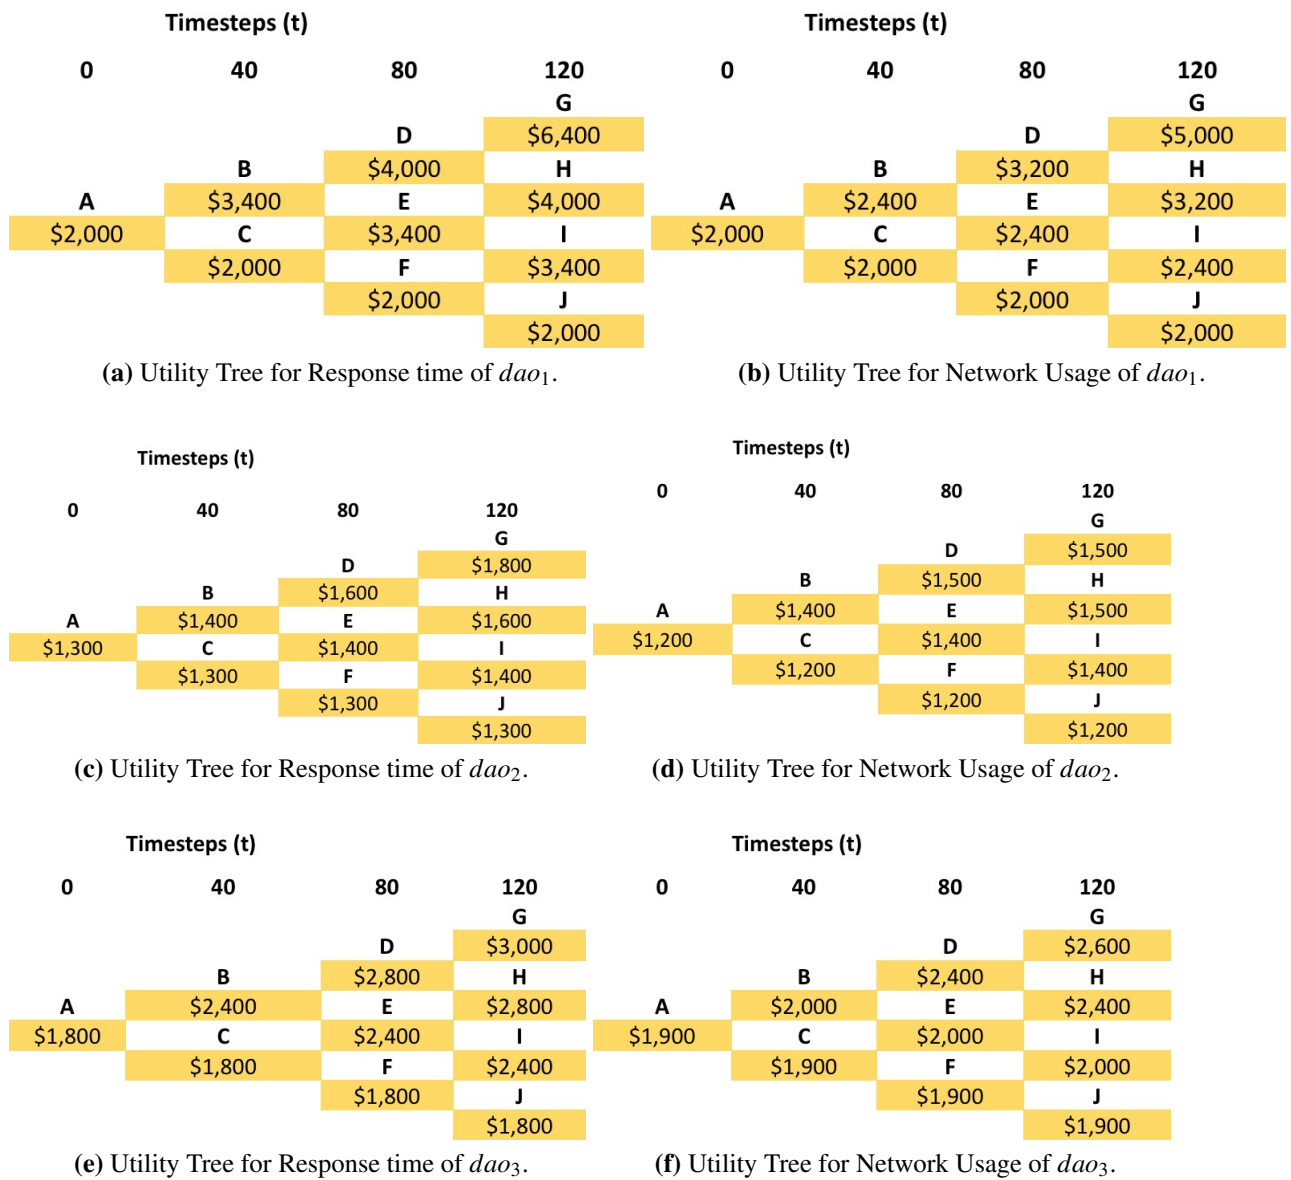 Timesteps (t)
0 40 80 120
G
D $6,400
B $4,000 H
A $3,400 E $4,000
$2,000 C $3,400 I
$2,000 F $3,400
$2,000 J
$2,000
(a) Utility Tree for Response time of dao1.
Timesteps (t)
0 40 80 120
G
D $5,000
B $3,200 H
A $2,400 E $3,200
$2,000 C $2,400 I
$2,000 F $2,400
$2,000 J
$2,000
(b) Utility Tree for Network Usage of dao1.
Timesteps (t)
0 40 80 120
G
D $1,800
B $1,600 H
A $1,400 E $1,600
$1,300 C $1,400 I
$1,300 F $1,400
$1,300 J
$1,300
(c) Utility Tree for Response time of dao2.
Timesteps (t)
0 40 80 120
G
D $1,500
B $1,500 H
A $1,400 E $1,500
$1,200 C $1,400 I
$1,200 F $1,400
$1,200 J
$1,200
(d) Utility Tree for Network Usage of dao2.
Timesteps (t)
0 40 80 120
G
D $3,000
B $2,800 H
A $2,400 E $2,800
$1,800 C $2,400 I
$1,800 F $2,400
$1,800 J
$1,800
(e) Utility Tree for Response time of dao3.
Timesteps (t)
0 40 80 120
G
D $2,600
B $2,400 H
A $2,000 E $2,400
$1,900 C $2,000 I
$1,900 F $2,000
$1,900 J
$1,900
(f) Utility Tree for Network Usage of dao3.